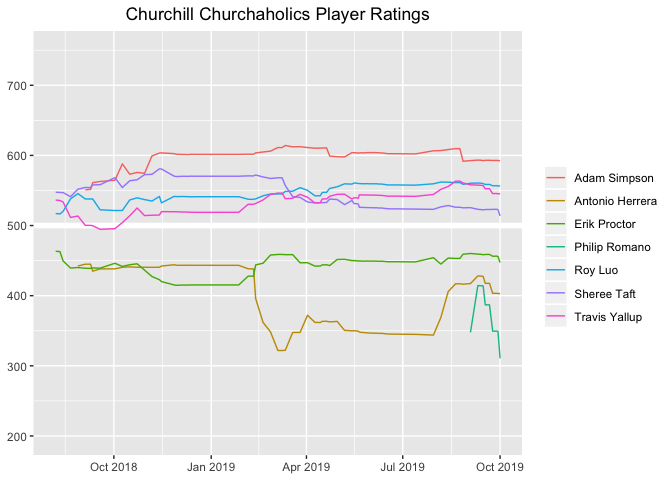 Churchill Churchaholics Player Ratings
700
600
500
400
300
200
Oct 2018
Jan 2019
Apr 2019
Jul 2019
Oct 2019
Adam Simpson
Antonio Herrera
Erik Proctor
Philip Romano
Roy Luo
Sheree Taft
Travis Yallup